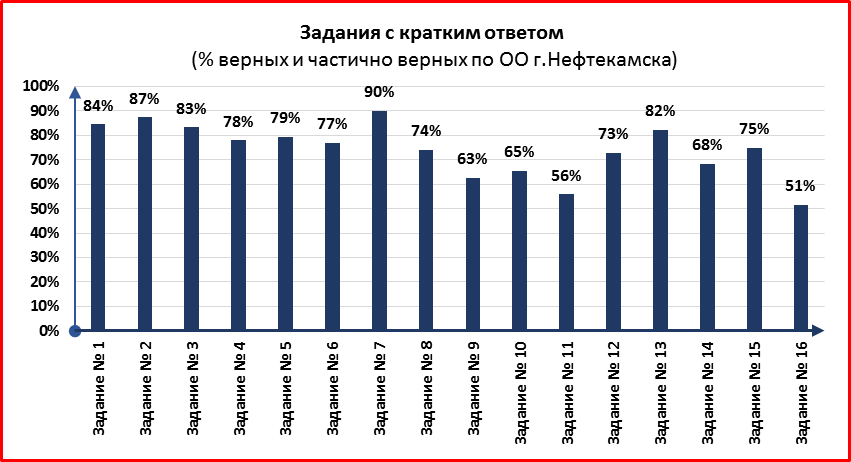 Задания с кратким ответом
(% верных и частично верных по ОО г.Нефтекамска)
100%
90%
80%
70%
60%
50%
40%
30%
20%
10%
0%
84%
87%
83%
78%
79%
77%
90%
74%
63%
65%
56%
73%
82%
68%
75%
51%
Задание № 1
Задание № 2
Задание № 3
Задание № 4
Задание № 5
Задание № 6
Задание № 7
Задание № 8
Задание № 9
Задание № 10
Задание № 11
Задание № 12
Задание № 13
Задание № 14
Задание № 15
Задание № 16